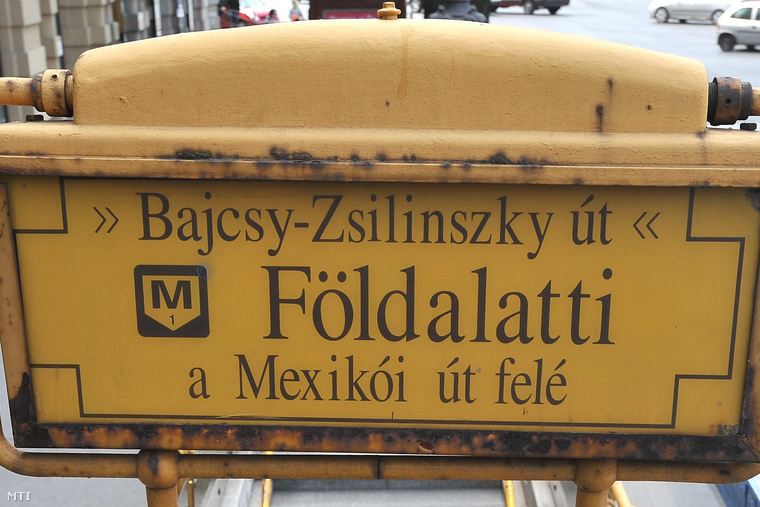 » Bajcsy-Zsilinszky út «
M 1 Földalatti
a Mexikói út felé
MTI